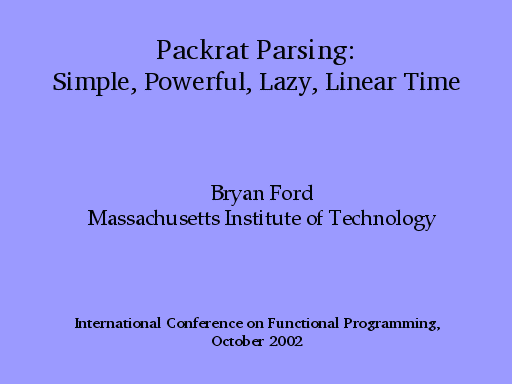 Packrat Parsing:
Simple, Powerful, Lazy, Linear Time
Bryan Ford
Massachusetts Institute of Technology
International Conference on Functional Programming,
October 2002